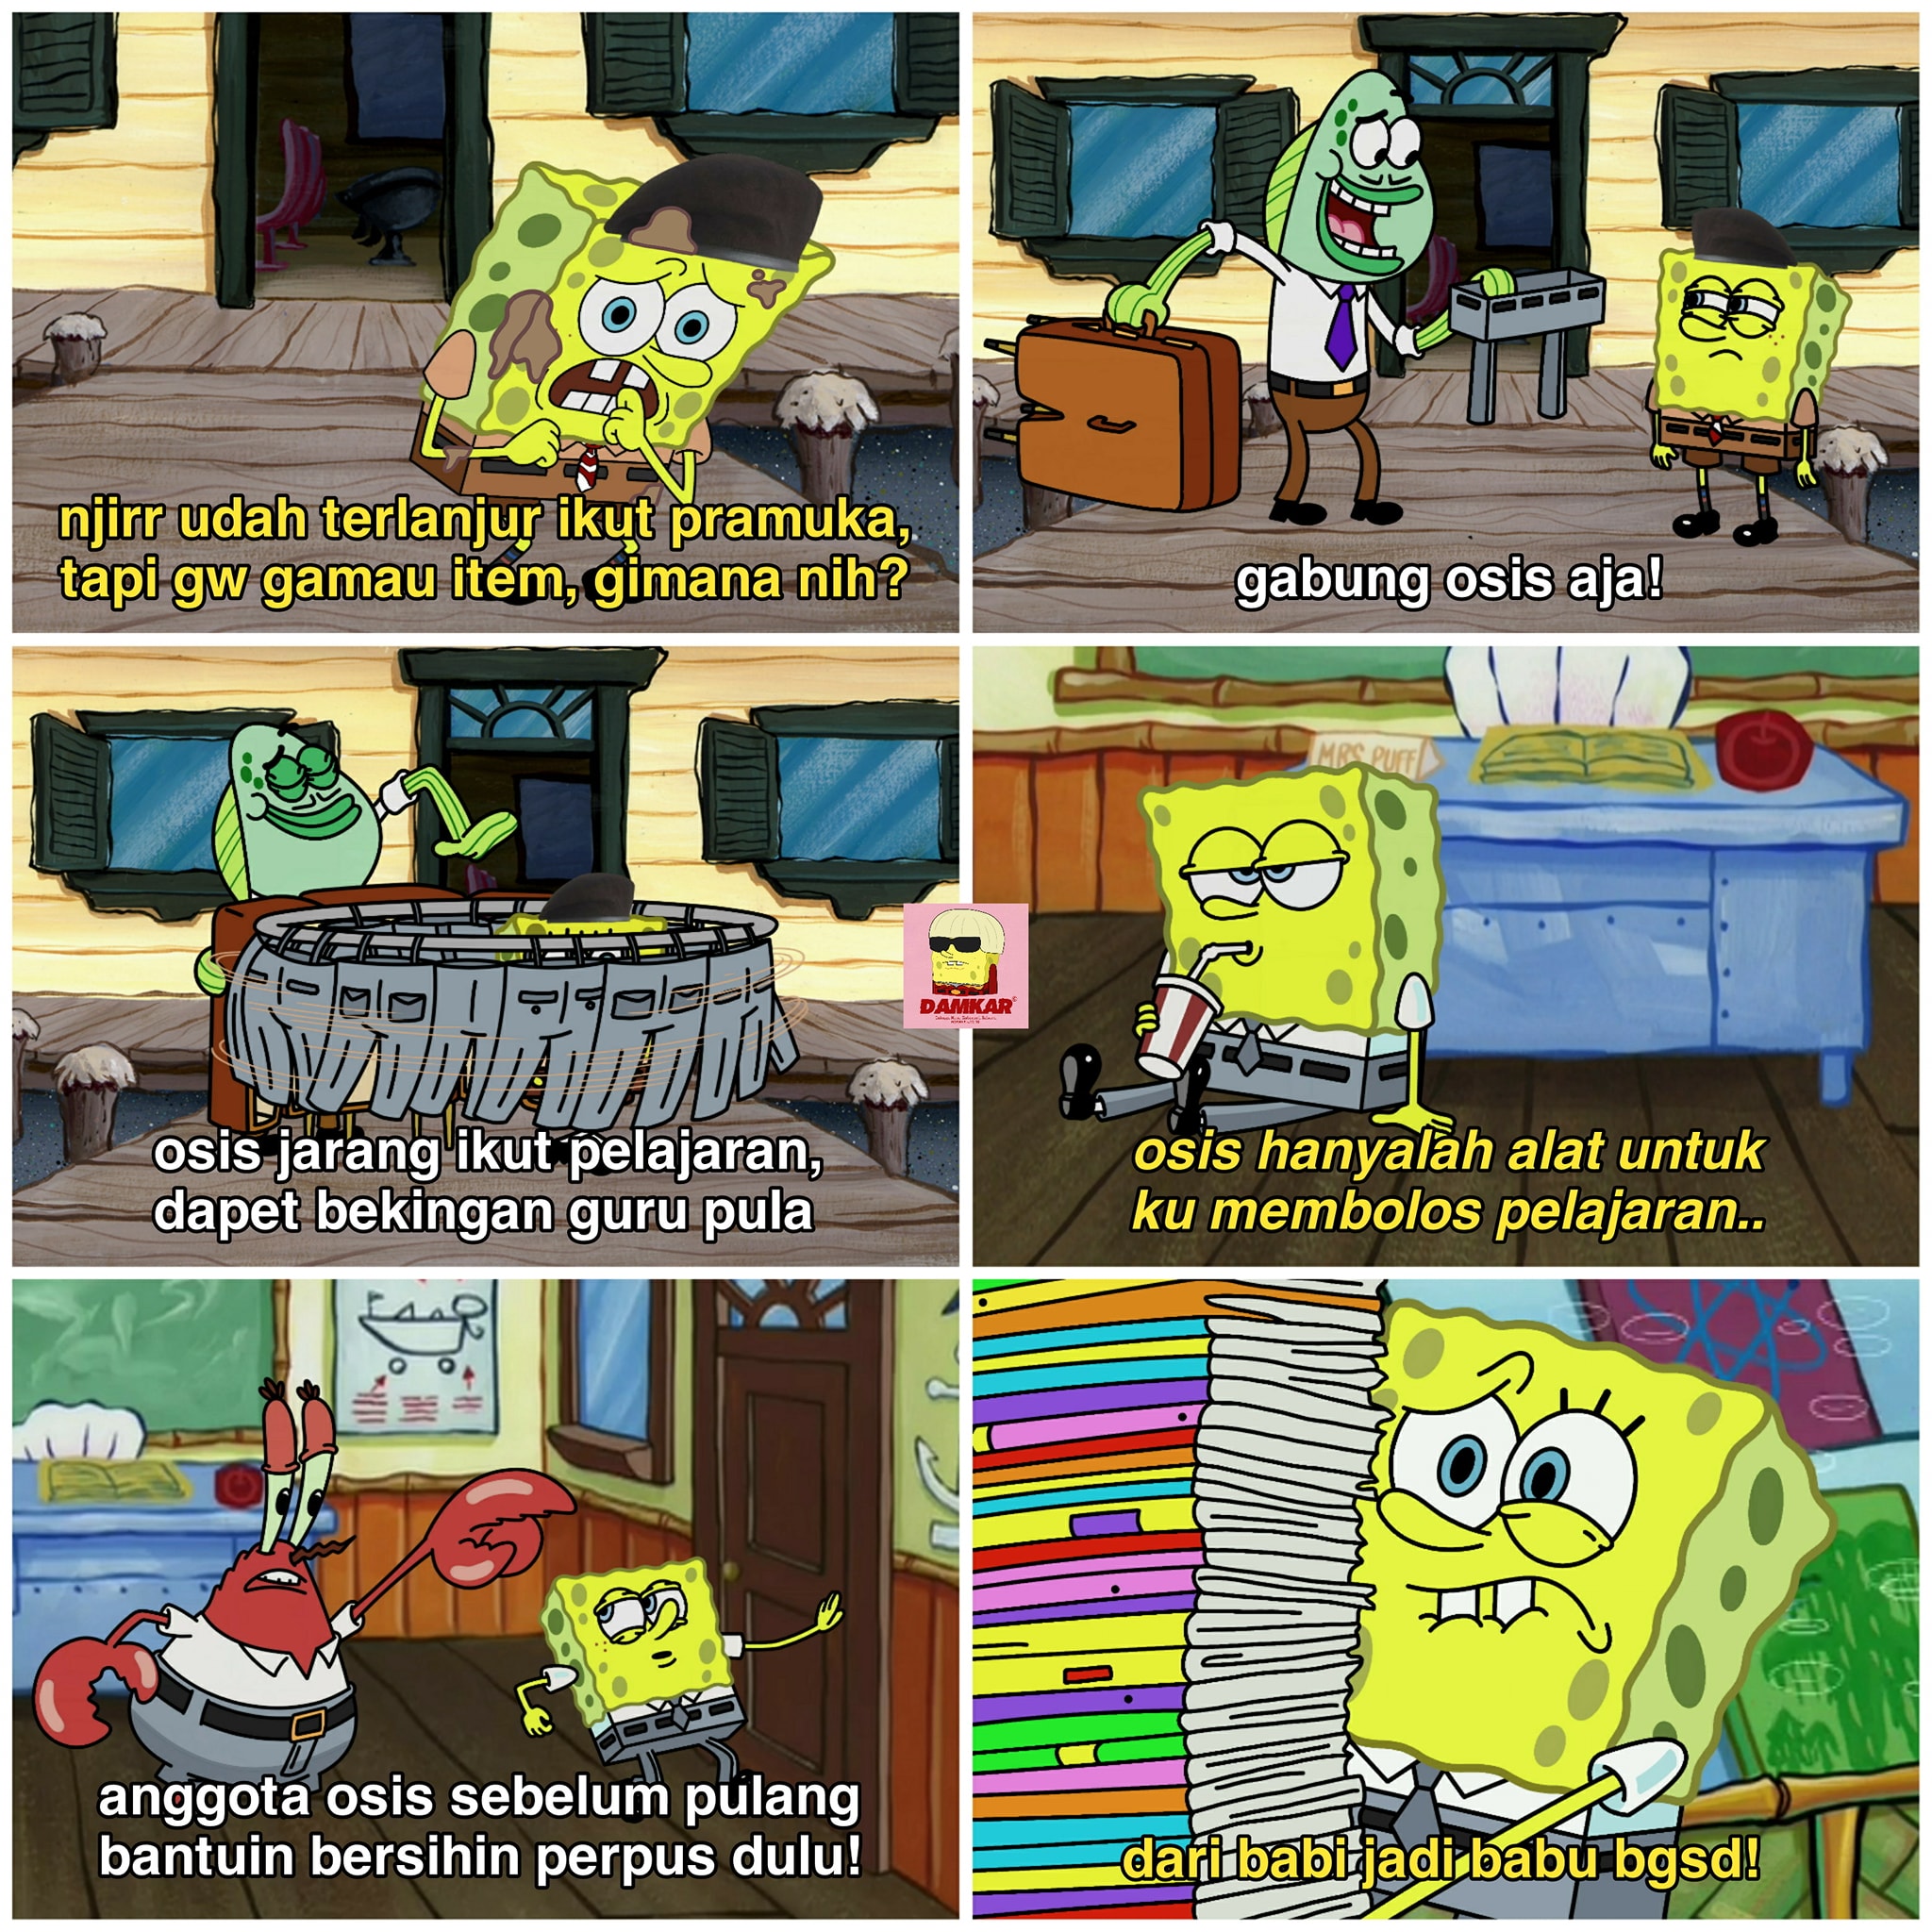 njirr udah terlanjur ikut pramuka,
tapi gw gamau item, gimana nih?
gabung osis aja!
osis jarang ikut pelajaran,
dapet bekingan guru pula
MRS PUFF
osis hanyalah alat untuk
ku membolos pelajaran..
DAMKAR
anggota osis sebelum pulang
bantuin bersihin perpus dulu!
dari babi jadi babu bgsd!